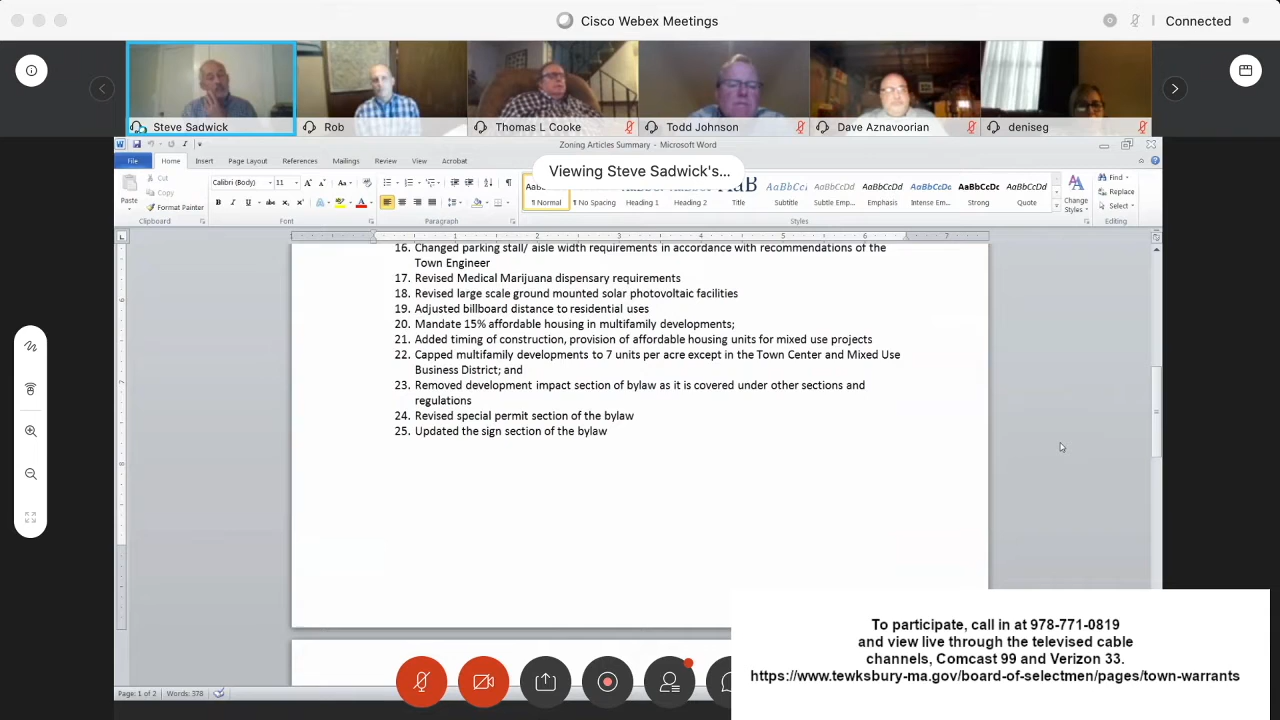 Cisco Webex Meetings
Connected
Steve Sadwick
Rob
Thomas L Cooke
Todd Johnson
Dave Aznavoorian
deniseg
Zoning Articles Summary - Microsoft Word
Viewing Steve Sadwick's...
File Home Insert Page Layout References Mailings Review View Acrobat
Cut
Copy
Format Painter
Paste
Clipboard
Calibri (Body) 11
Font
Paragraph
Normal
No Spacing
Heading 1
Heading 2
Title
Subtitle
Subtle Emp...
Emphasis
Intense Em...
Strong
Quote
Change Styles
Styles
Find
Replace
Select
Editing
16. Changed parking stall/ aisle width requirements in accordance with recommendations of the
Town Engineer
17. Revised Medical Marijuana dispensary requirements
18. Revised large scale ground mounted solar photovoltaic facilities
19. Adjusted billboard distance to residential uses
20. Mandate 15% affordable housing in multifamily developments;
21. Added timing of construction, provision of affordable housing units for mixed use projects
22. Capped multifamily developments to 7 units per acre except in the Town Center and Mixed Use
Business District; and
23. Removed development impact section of bylaw as it is covered under other sections and
regulations
24. Revised special permit section of the bylaw
25. Updated the sign section of the bylaw
To participate, call in at 978-771-0819
and view live through the televised cable
channels, Comcast 99 and Verizon 33.
https://www.tewksbury-ma.gov/board-of-selectmen/pages/town-warrants
Page: 1 of 2 Words: 378